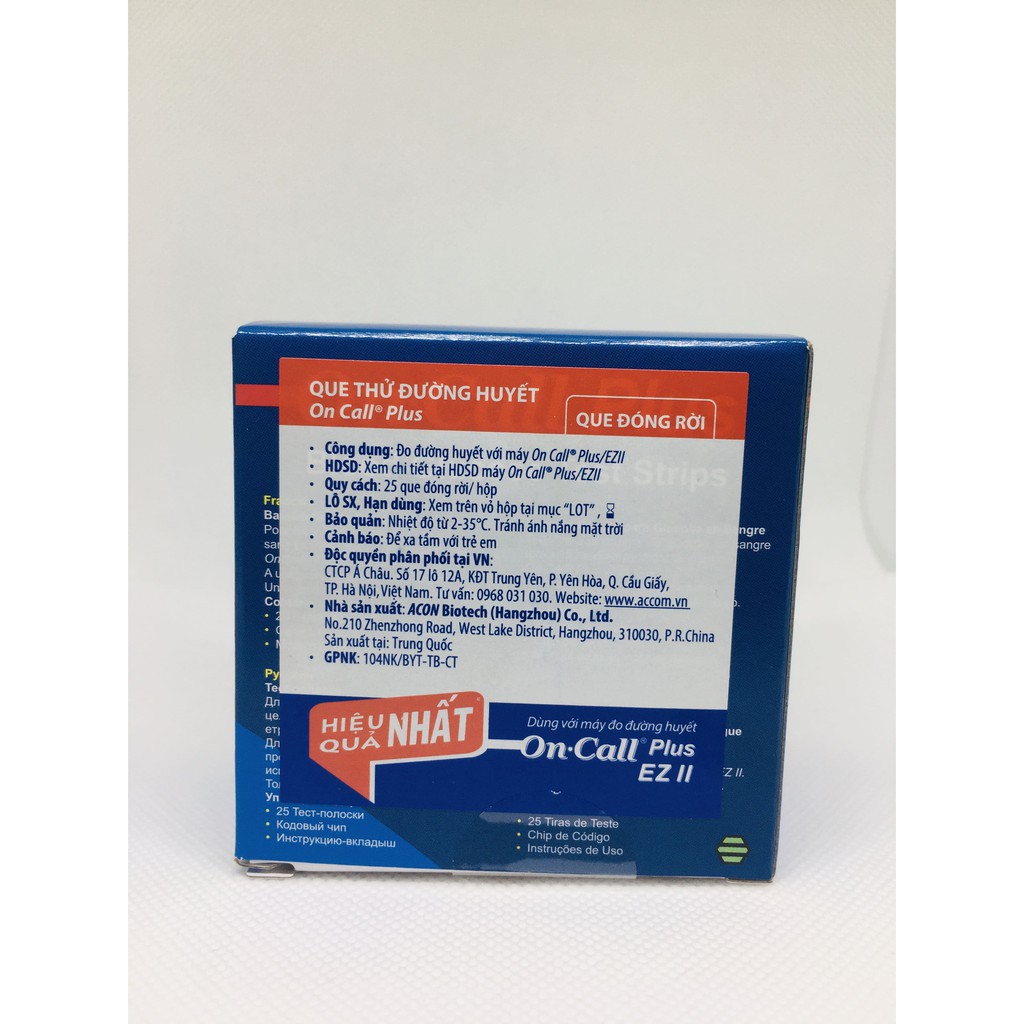 QUE THỬ ĐƯỜNG HUYẾT
On Call® Plus
QUE ĐÓNG RỜI
• Công dụng: Đo đường huyết với máy On Call® Plus/EZII
• HDSD: Xem chi tiết tại HDSD máy On Call® Plus/EZII
• Quy cách: 25 que đóng rời/ hộp
• LÔ SX, Hạn dùng: Xem trên vỏ hộp tại mục "LOT" ,
• Bảo quản: Nhiệt độ từ 2-35°C. Tránh ánh nắng mặt trời
• Cảnh báo: Để xa tầm với trẻ em
• Độc quyền phân phối tại VN:
CTCP Á Châu. Số 17 lô 12A, KĐT Trung Yên, P. Yên Hòa, Q. Cầu Giấy,
TP. Hà Nội, Việt Nam. Tư vấn: 0968 031 030. Website: www.accom.vn
• Nhà sản xuất: ACON Biotech (Hangzhou) Co., Ltd.
No.210 Zhenzhong Road, West Lake District, Hangzhou, 310030, P.R.China
Sản xuất tại: Trung Quốc
• GPNK: 104NK/BYT-TB-CT
HIỆU QUẢ NHẤT
Dùng với máy đo đường huyết
On·Call® Plus
EZ II
Strips
sangre
EZ II.
• 25 Тест-полоски
• Кодовый чип
• Инструкцию-вкладыш
• 25 Tiras de Teste
• Chip de Código
• Instruções de Uso